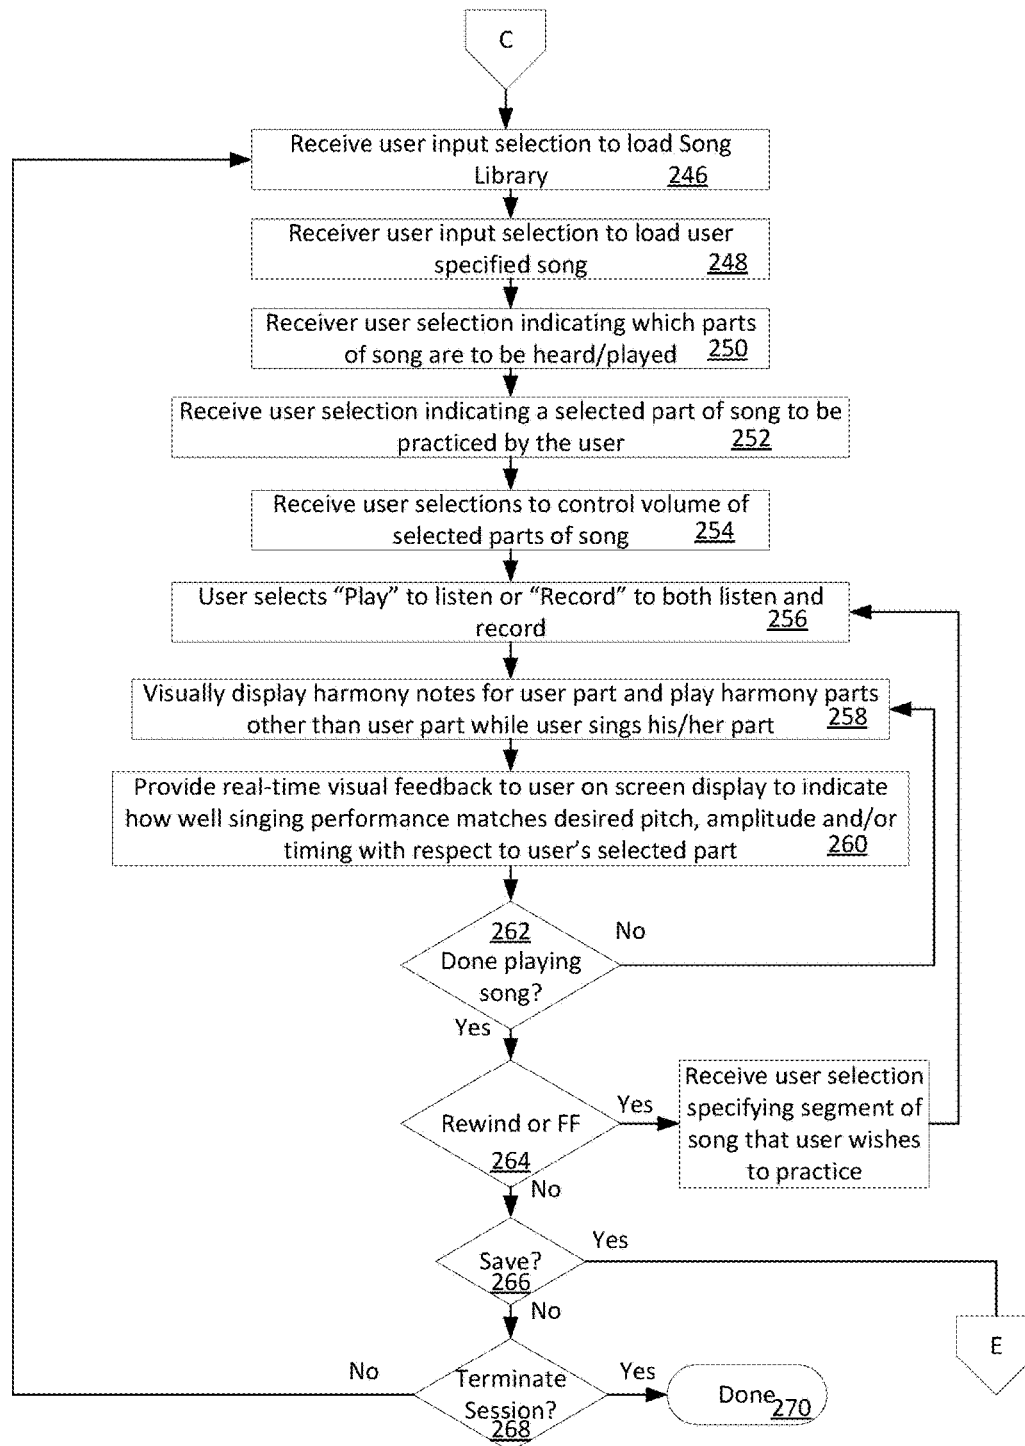 C
Receive user input selection to load Song
Library 246
Receiver user input selection to load user
specified song 248
Receiver user selection indicating which parts
of song are to be heard/played 250
Receive user selection indicating a selected part of song to be
practiced by the user 252
Receive user selections to control volume of
selected parts of song 254
User selects “Play” to listen or “Record” to both listen and
record 256
Visually display harmony notes for user part and play harmony parts
other than user part while user sings his/her part 258
Provide real-time visual feedback to user on screen display to indicate
how well singing performance matches desired pitch, amplitude and/or
timing with respect to user’s selected part 260
262
Done playing
song?
No
Yes
Rewind or FF
264
Yes
Receive user selection
specifying segment of
song that user wishes
to practice
No
Save?
266
Yes
No
E
Terminate
Session?
268
No
Yes
Done 270